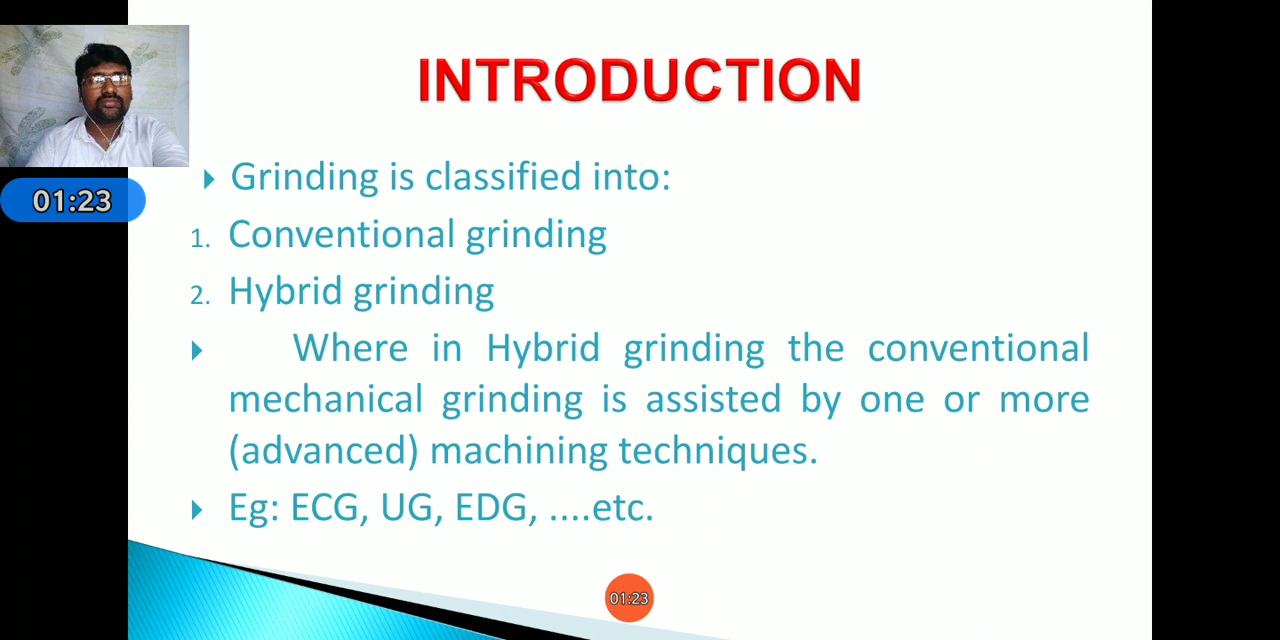 INTRODUCTION
Grinding is classified into:
1. Conventional grinding
2. Hybrid grinding
Where in Hybrid grinding the conventional
mechanical grinding is assisted by one or more
(advanced) machining techniques.
Eg: ECG, UG, EDG, ....etc.
01:23
01:23